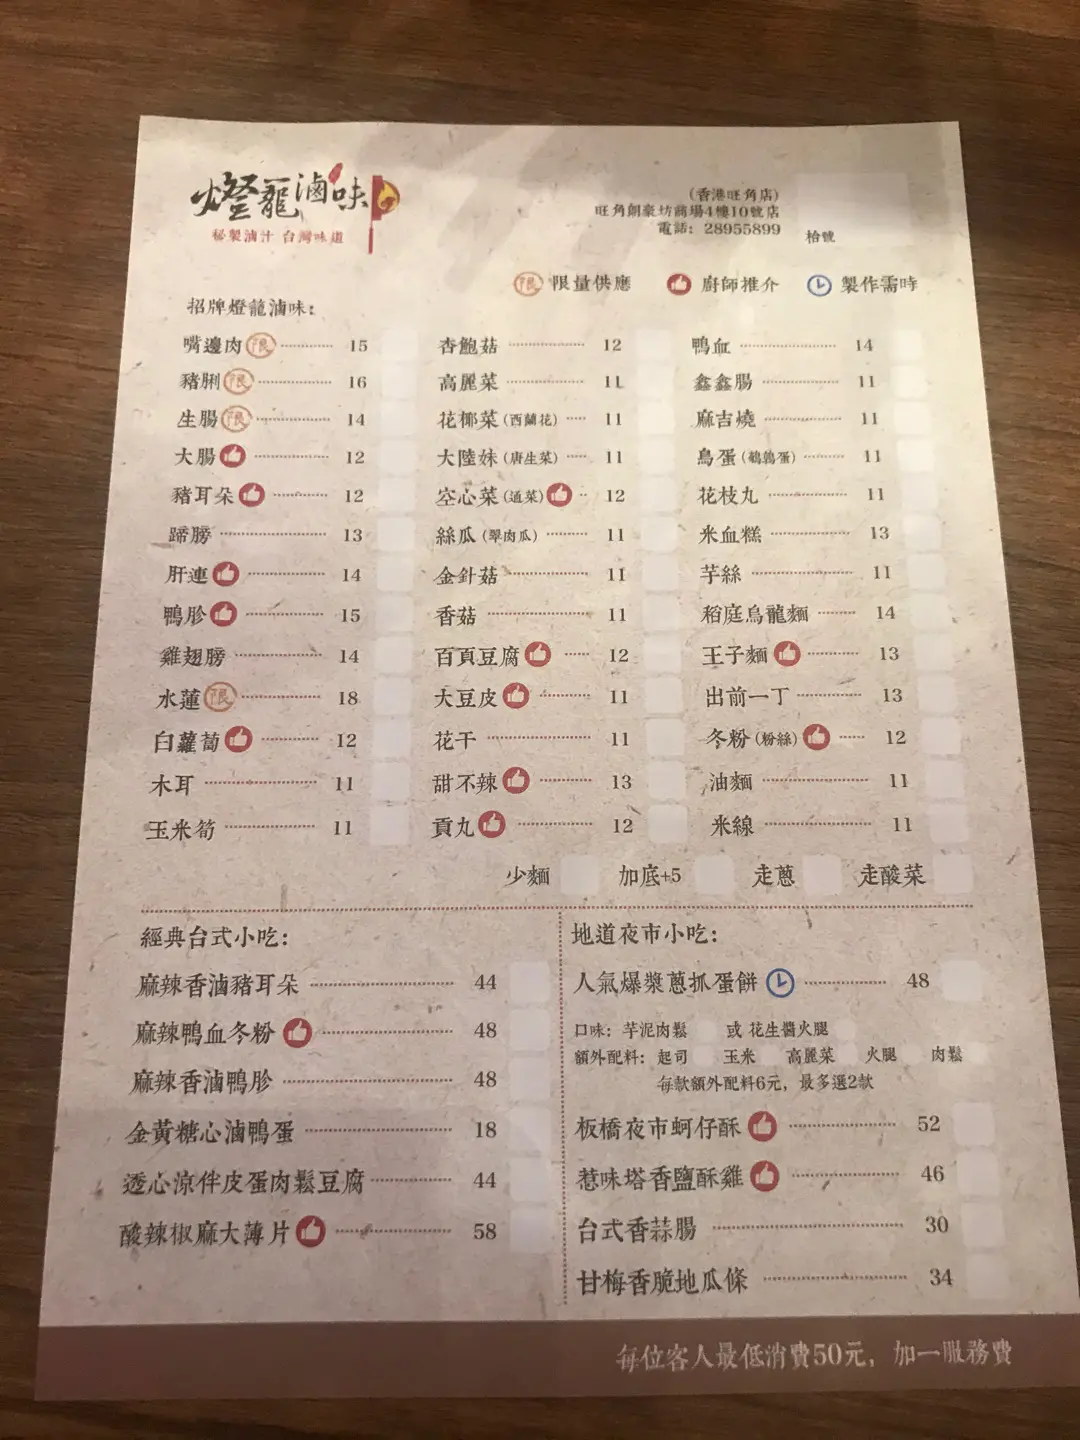 燈籠滷味
秘製滷汁 台灣味道
(香港旺角店)
旺角朗豪坊商場4樓10號店
電話: 28955899
枱號
限 限量供應 廚師推介 製作需時
招牌燈籠滷味:
嘴邊肉 限 15
豬脷 限 16
生腸 限 14
大腸 12
豬耳朵 12
蹄膀 13
肝連 14
鴨胗 15
雞翅膀 14
水蓮 限 18
白蘿蔔 12
木耳 11
玉米筍 11
杏鮑菇 12
高麗菜 11
花椰菜 (西蘭花) 11
大陸妹 (唐生菜) 11
空心菜 (通菜) 12
絲瓜 (翠肉瓜) 11
金針菇 11
香菇 11
百頁豆腐 12
大豆皮 11
花干 11
甜不辣 13
貢丸 12
鴨血 14
鑫鑫腸 11
麻吉燒 11
鳥蛋 (鵪鶉蛋) 11
花枝丸 11
米血糕 13
芋絲 11
稻庭烏龍麵 14
王子麵 13
出前一丁 13
冬粉 (粉絲) 12
油麵 11
米線 11
少麵 加底+5 走蔥 走酸菜
經典台式小吃:
麻辣香滷豬耳朵 44
麻辣鴨血冬粉 48
麻辣香滷鴨胗 48
金黃糖心滷鴨蛋 18
透心涼伴皮蛋肉鬆豆腐 44
酸辣椒麻大薄片 58
地道夜市小吃:
人氣爆漿蔥抓蛋餅 48
口味: 芋泥肉鬆 或 花生醬火腿
額外配料: 起司 玉米 高麗菜 火腿 肉鬆
每款額外配料6元, 最多選2款
板橋夜市蚵仔酥 52
惹味塔香鹽酥雞 46
台式香蒜腸 30
甘梅香脆地瓜條 34
每位客人最低消費50元, 加一服務費